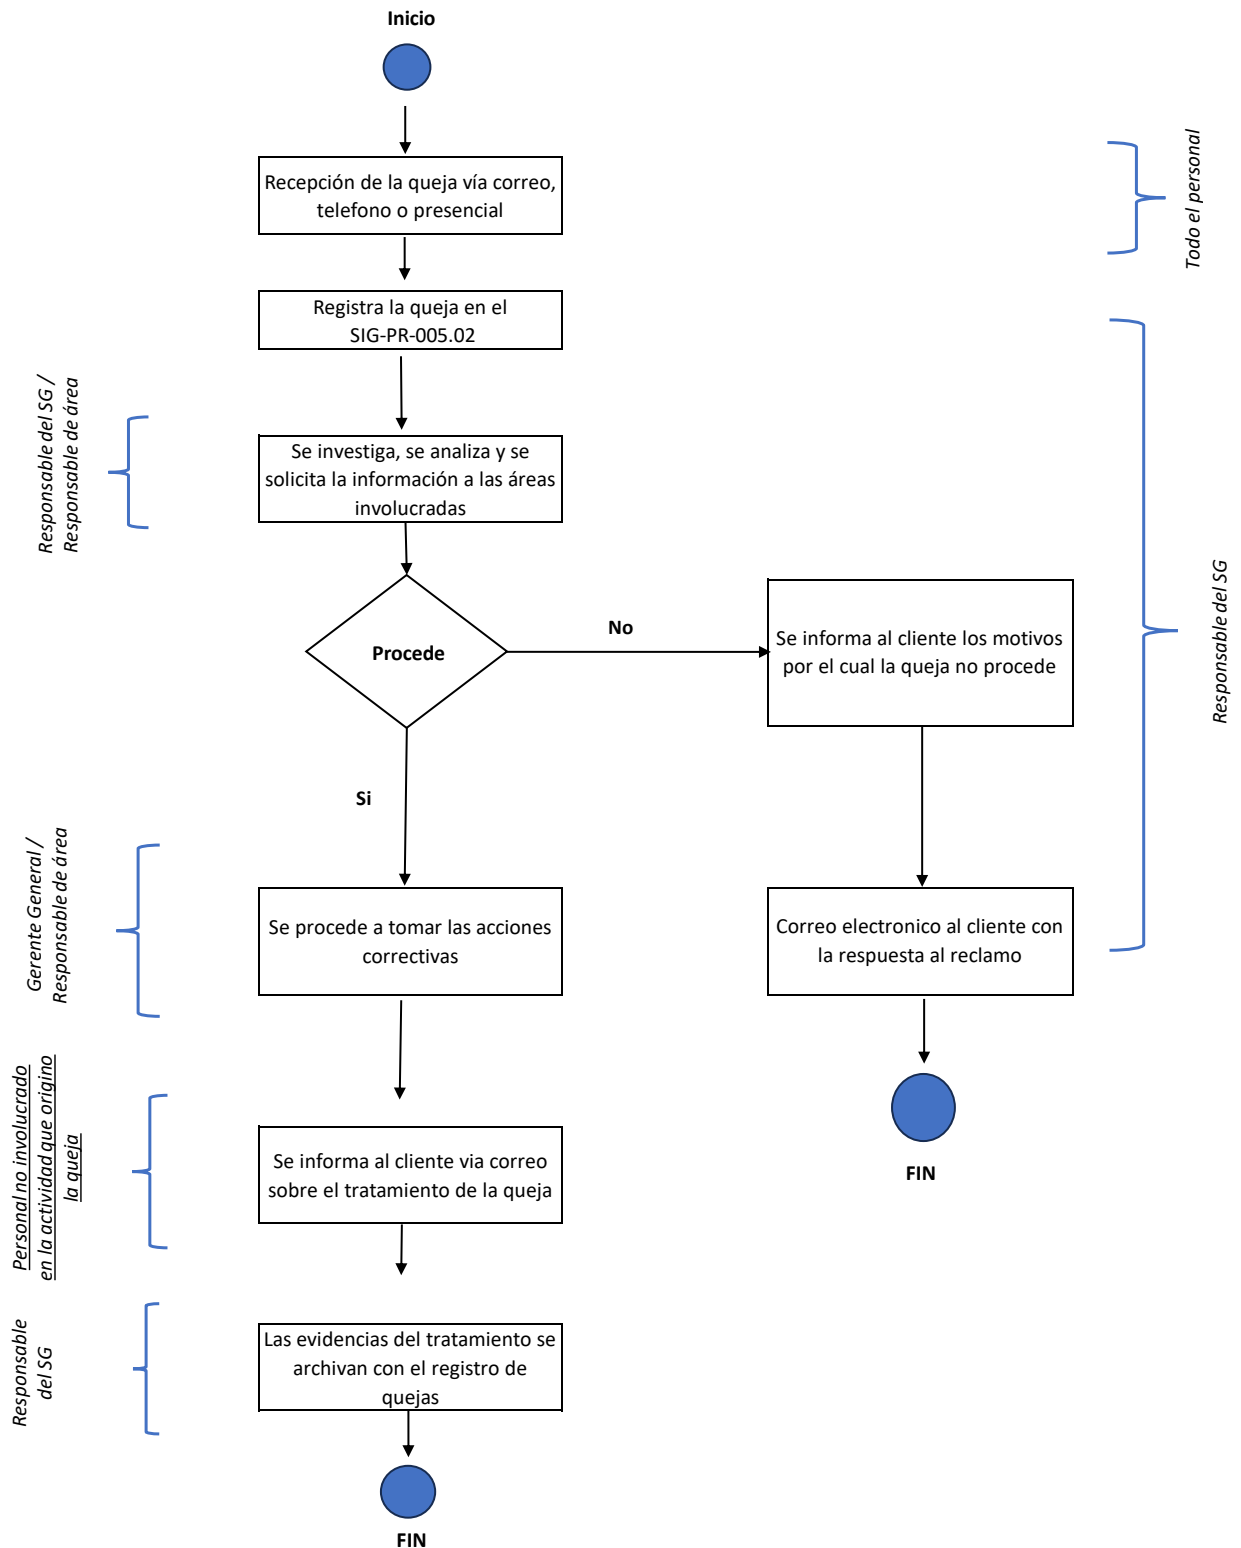 Inicio
Recepción de la queja vía correo,
telefono o presencial
Todo el personal
Registra la queja en el
SIG-PR-005.02
Responsable del SG /
Responsable de área
Se investiga, se analiza y se
solicita la información a las áreas
involucradas
Procede
No
Se informa al cliente los motivos
por el cual la queja no procede
Responsable del SG
Si
Gerente General /
Responsable de área
Se procede a tomar las acciones
correctivas
Correo electronico al cliente con
la respuesta al reclamo
FIN
Personal no involucrado
en la actividad que origino
la queja
Se informa al cliente via correo
sobre el tratamiento de la queja
Responsable
del SG
Las evidencias del tratamiento se
archivan con el registro de
quejas
FIN